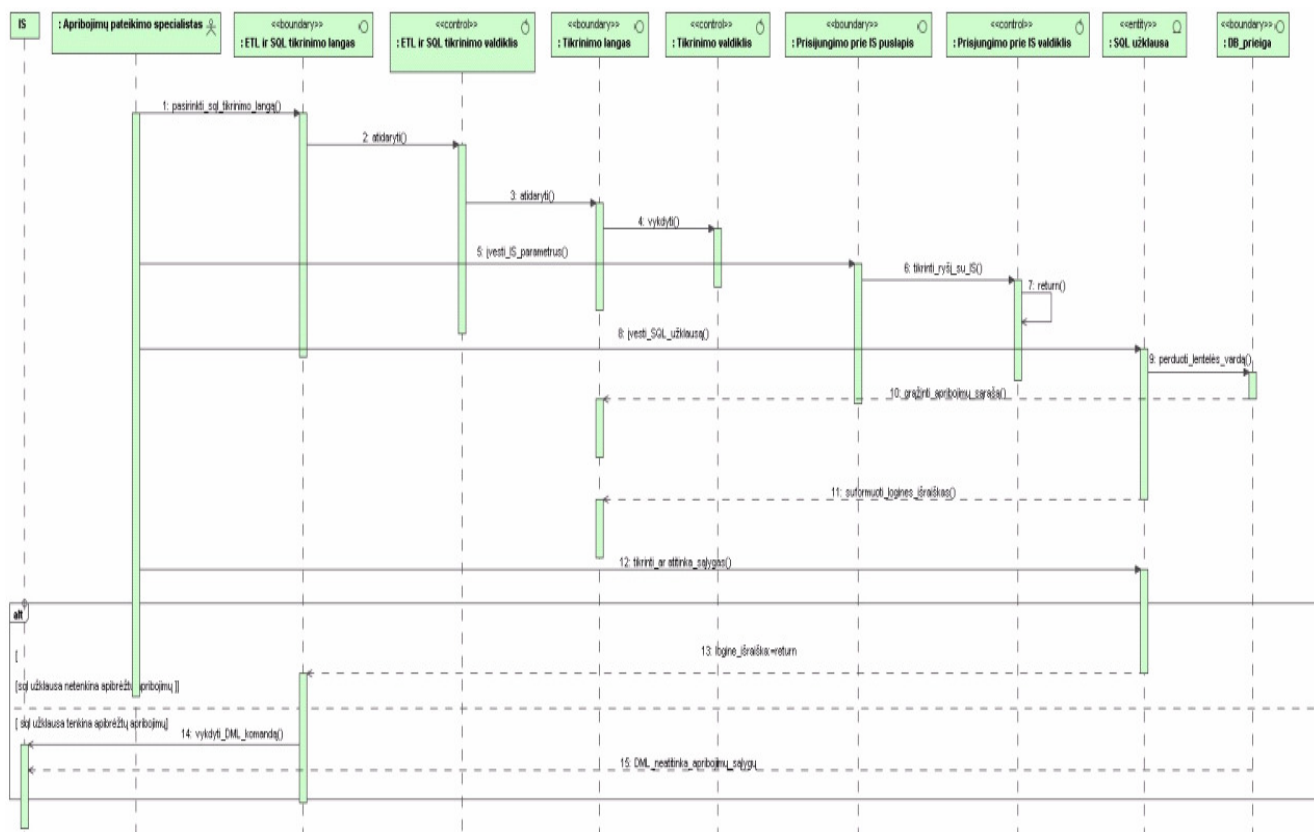 IS
: Apribojimų pateikimo specialistas
<<boundary>>
: ETL ir SQL tikrinimo langas
<<control>>
: ETL ir SQL tikrinimo valdiklis
<<boundary>>
: Tikrinimo langas
<<control>>
: Tikrinimo valdiklis
<<boundary>>
: Prisijungimo prie IS puslapis
<<control>>
: Prisjungimo prie IS valdiklis
<<entity>>
: SQL užklausa
<<boundary>>
: DB_prieiga
1: pasirinkti_sql_tikrinimo_langą()
2: atidaryti()
3: atidaryti()
4: vykdyti()
5: įvesti_IS_parametrus()
6: tikrinti_ryšį_su_IS()
7: return()
8: įvesti_SQL_užklausą()
9: perduoti_lentelės_vardą()
10: grąžinti_apribojimų_sąrašą()
11: suformuoti_logines_išraiškas()
12: tikrinti_ar attinka_sąlygas()
alt
[
13: logine_išraiška:=return
[sql užklausa netenkina apibrėžtų apribojimų ]]
[ sql užklausa tenkina apibrėžtų apribojimų]
14: vykdyti_DML_komandą()
15: DML_neatitinka_apribojimų_sąlygų